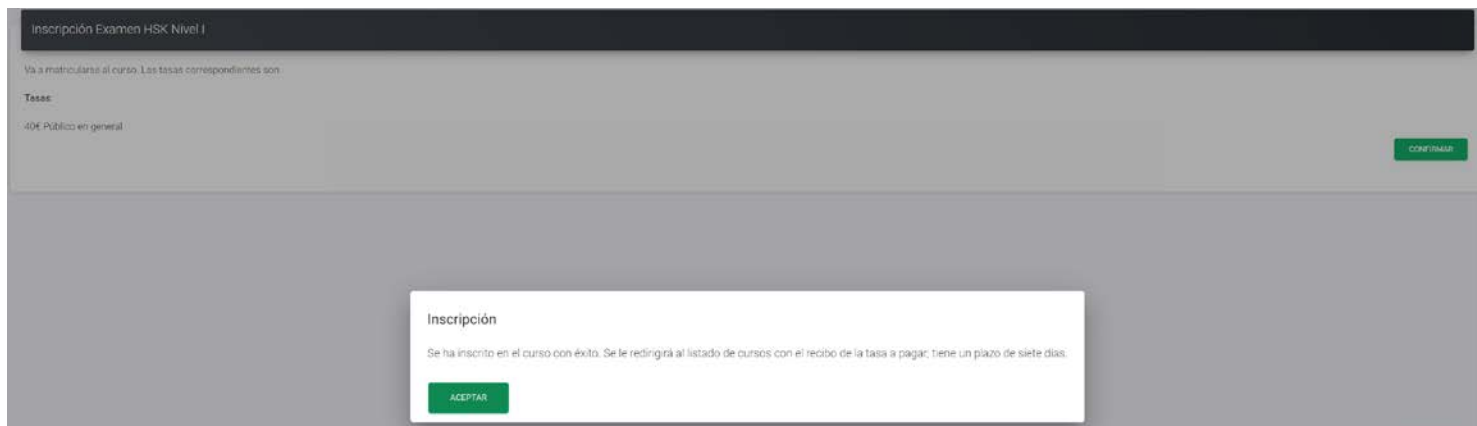 Inscripción Examen HSK Nivel I
Va a matricularse al curso. Las tasas correspondientes son:
Tasas:
40€ Público en general
CONFIRMAR
Inscripción
Se ha inscrito en el curso con éxito. Se le redirigirá al listado de cursos con el recibo de la tasa a pagar; tiene un plazo de siete días.
ACEPTAR